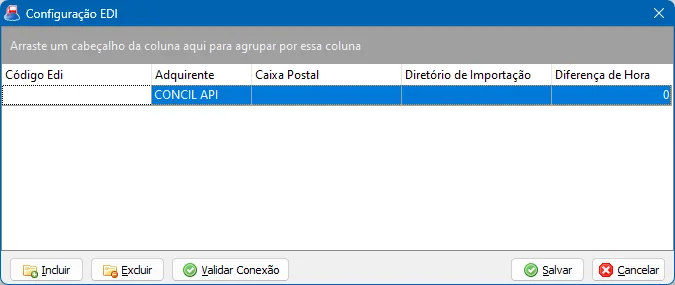 Configuração EDI
Arraste um cabeçalho da coluna aqui para agrupar por essa coluna
Código Edi Adquirente Caixa Postal Diretório de Importação Diferença de Hora
CONCIL API 0
Incluir Excluir Validar Conexão Salvar Cancelar